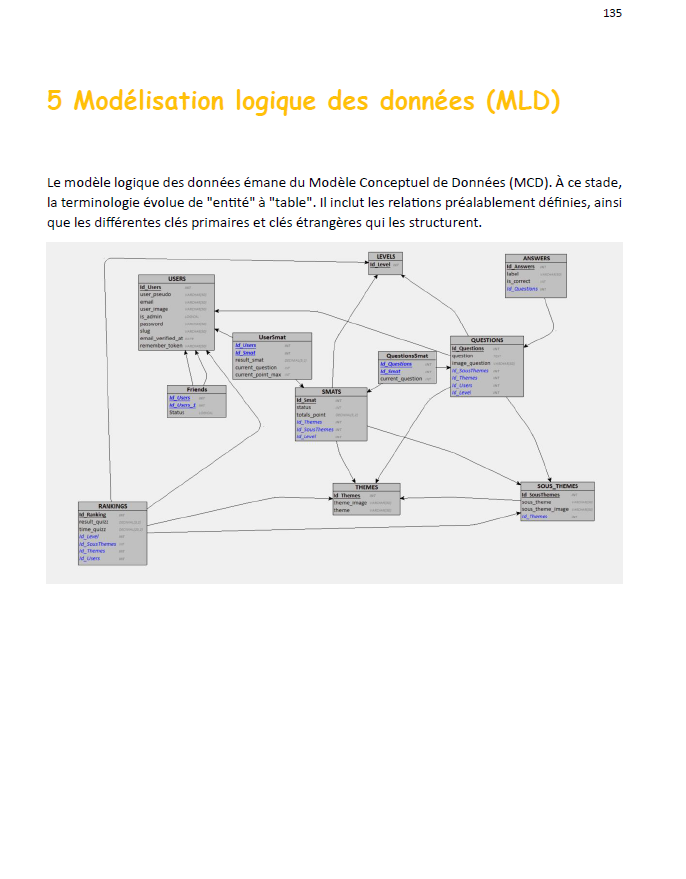 135
5 Modélisation logique des données (MLD)
Le modèle logique des données émane du Modèle Conceptuel de Données (MCD). À ce stade,
la terminologie évolue de "entité" à "table". Il inclut les relations préalablement définies, ainsi
que les différentes clés primaires et clés étrangères qui les structurent.
LEVELS
Id_Level
ANSWERS
Id_Answers
label
is_correct
Id_Questions
USERS
Id_Users
user_pseudo
email
user_image
is_admin
password
slug
email_verified_at
remember_token
UserSmat
Id_Users
Id_Smat
result_smat
current_question
current_point_max
QuestionsSmat
Id_Questions
Id_Smat
current_question
QUESTIONS
Id_Questions
question
image_question
Id_SousThemes
Id_Themes
Id_Users
Id_Level
Friends
Id_Users
Id_Users_1
Status
SMATS
Id_Smat
status
totals_point
Id_Themes
Id_SousThemes
Id_Level
THEMES
Id_Themes
theme_image
theme
SOUS_THEMES
Id_SousThemes
sous_theme
sous_theme_image
Id_Themes
RANKINGS
Id_Ranking
result_quizz
time_quizz
Id_Level
Id_SousThemes
Id_Themes
Id_Users